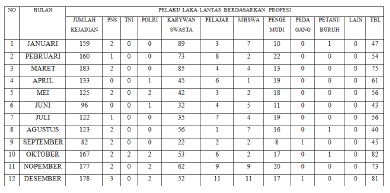 NO BULAN PELAKU LAKA LANTAS BERDASARKAN PROFESI
JUMLAH KEJADIAN PNS TNI POLRI KARYWAN SWASTA PELAJAR MHSWA PENGE MUDI PEDA GANG PETANI/ BURUH LAIN TBL
1 JANUARI 159 2 0 0 89 3 7 10 0 1 0 47
2 PEBRUARI 160 1 0 0 73 8 2 22 0 0 0 54
3 MARET 183 2 0 0 85 4 4 13 0 0 0 75
4 APRIL 133 0 0 1 45 6 1 19 0 0 0 61
5 MEI 125 2 0 2 42 3 2 18 0 0 0 56
6 JUNI 96 0 0 1 32 4 5 11 0 0 0 43
7 JULI 122 1 0 0 35 7 4 19 0 0 0 56
8 AGUSTUS 123 2 0 0 56 1 7 16 0 1 0 40
9 SEPTEMBER 82 2 0 0 22 2 2 8 1 0 0 45
10 OKTOBER 167 2 2 2 53 6 2 17 0 1 0 82
11 NOPEMBER 177 2 0 2 62 9 9 20 0 0 0 73
12 DESEMBER 178 3 0 2 52 11 11 17 1 0 0 81